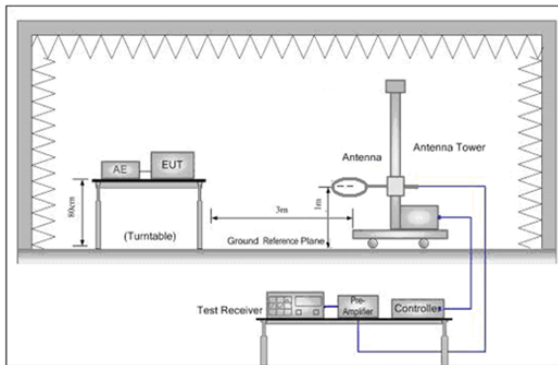 AE
EUT
80cm
(Turntable)
3m
1m
Antenna
Antenna Tower
Ground Reference Plane
Test Receiver
Pre-
Amplifier
Controller